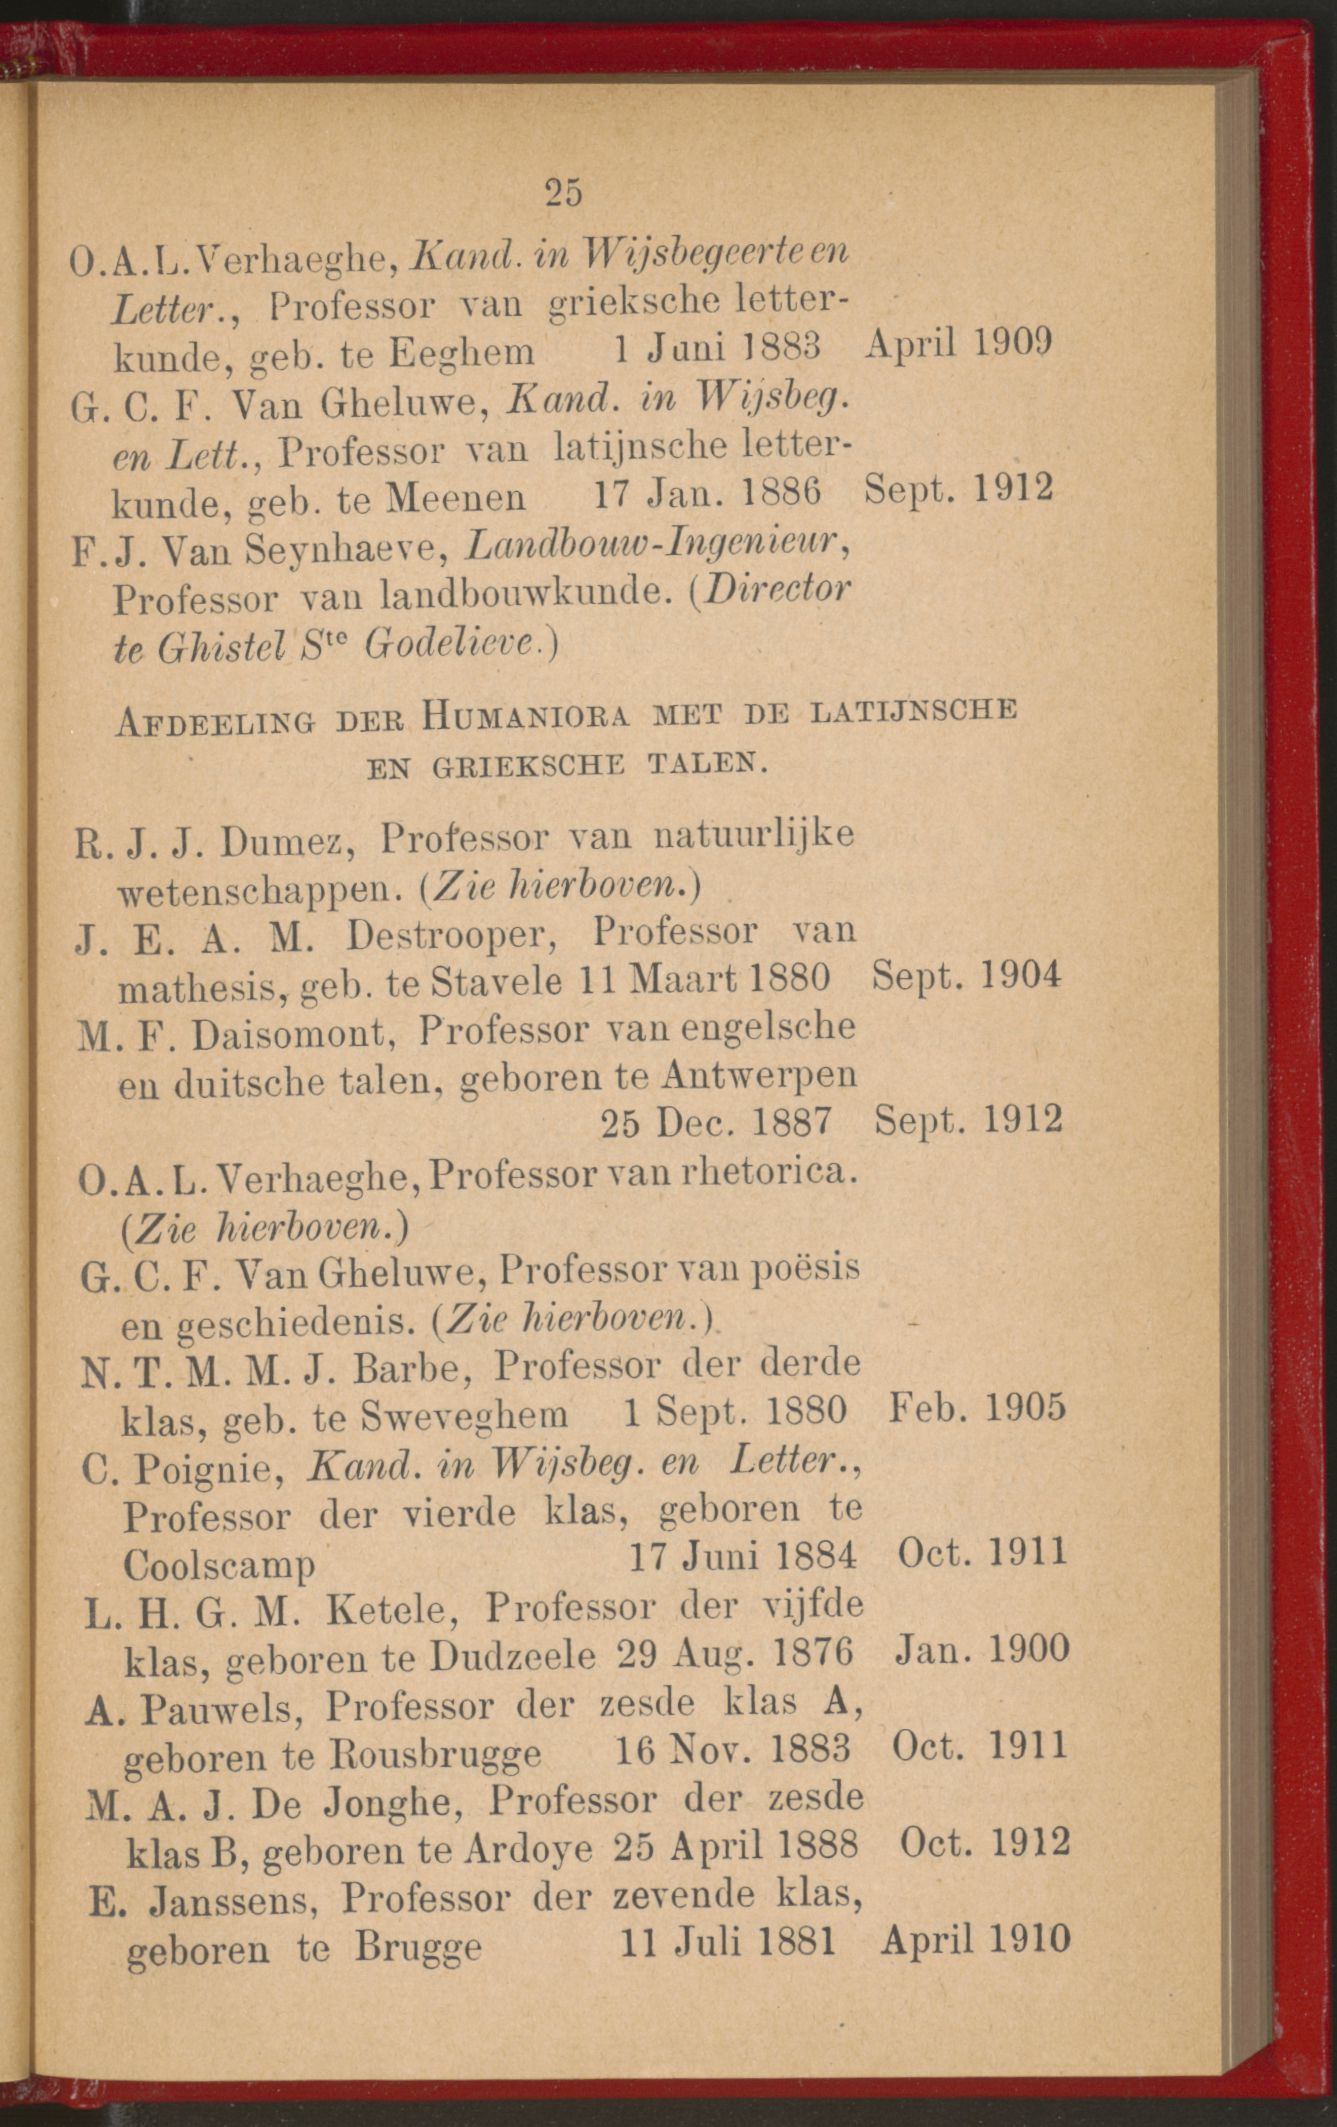 25
O.A.L. Verhaeghe, Kand. in Wijsbegeerte en
Letter., Professor van grieksche letter-
kunde, geb. te Eeghem 1 Juni 1883 April 1909
G. C. F. Van Gheluwe, Kand. in Wijsbeg.
en Lett., Professor van latijnsche letter-
kunde, geb. te Meenen 17 Jan. 1886 Sept. 1912
F. J. Van Seynhaeve, Landbouw-Ingenieur,
Professor van landbouwkunde. (Director
te Ghistel Ste Godelieve.)
AFDEELING DER HUMANIORA MET DE LATIJNSCHE
EN GRIEKSCHE TALEN.
R. J. J. Dumez, Professor van natuurlijke
wetenschappen. (Zie hierboven.)
J. E. A. M. Destrooper, Professor van
mathesis, geb. te Stavele 11 Maart 1880 Sept. 1904
M. F. Daisomont, Professor van engelsche
en duitsche talen, geboren te Antwerpen
25 Dec. 1887 Sept. 1912
O. A. L. Verhaeghe, Professor van rhetorica.
(Zie hierboven.)
G. C. F. Van Gheluwe, Professor van poësis
en geschiedenis. (Zie hierboven.)
N. T. M. M. J. Barbe, Professor der derde
klas, geb. te Sweveghem 1 Sept. 1880 Feb. 1905
C. Poignie, Kand. in Wijsbeg. en Letter.,
Professor der vierde klas, geboren te
Coolscamp 17 Juni 1884 Oct. 1911
L. H. G. M. Ketele, Professor der vijfde
klas, geboren te Dudzeele 29 Aug. 1876 Jan. 1900
A. Pauwels, Professor der zesde klas A,
geboren te Rousbrugge 16 Nov. 1883 Oct. 1911
M. A. J. De Jonghe, Professor der zesde
klas B, geboren te Ardoye 25 April 1888 Oct. 1912
E. Janssens, Professor der zevende klas,
geboren te Brugge 11 Juli 1881 April 1910